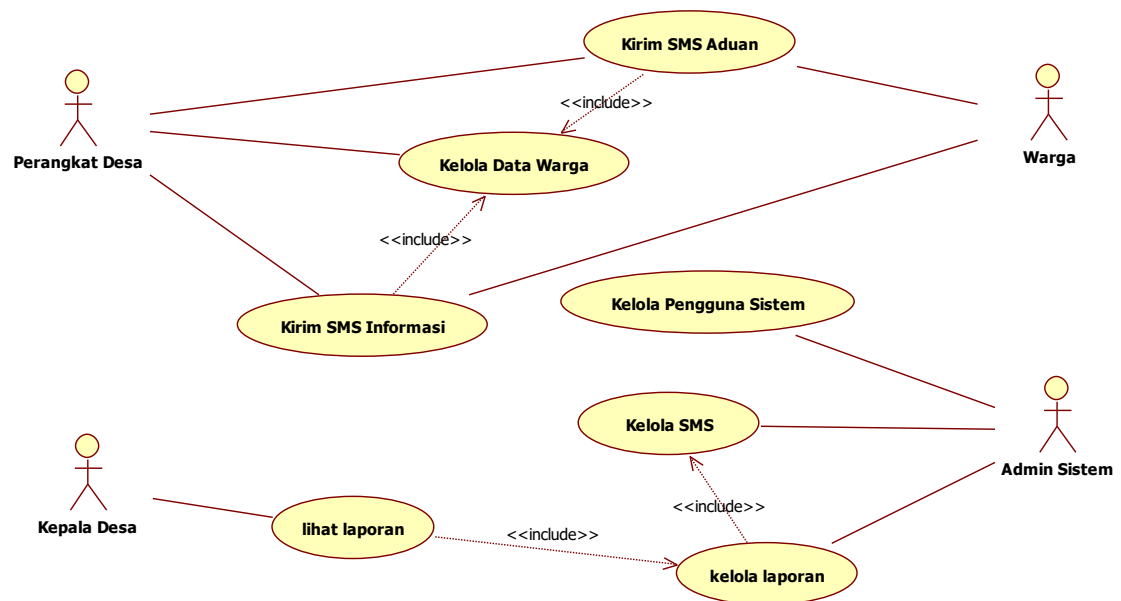 Kirim SMS Aduan
<<include>>
Perangkat Desa
Kelola Data Warga
Warga
<<include>>
Kelola Pengguna Sistem
Kirim SMS Informasi
Kelola SMS
Admin Sistem
<<include>>
Kepala Desa
lihat laporan
<<include>>
kelola laporan